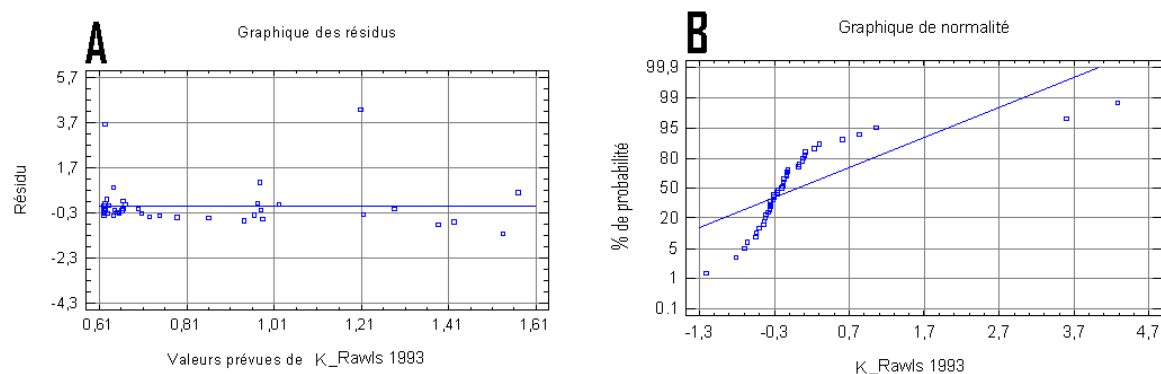 A
Graphique des résidus
5,7
3,7
1,7
-0,3
-2,3
-4,3
Résidu
0,61 0,81 1,01 1,21 1,41 1,61
Valeurs prévues de K_Rawls 1993
B
Graphique de normalité
99,9
99
95
80
50
20
5
1
0.1
% de probabilité
-1,3 -0,3 0,7 1,7 2,7 3,7 4,7
K_Rawls 1993